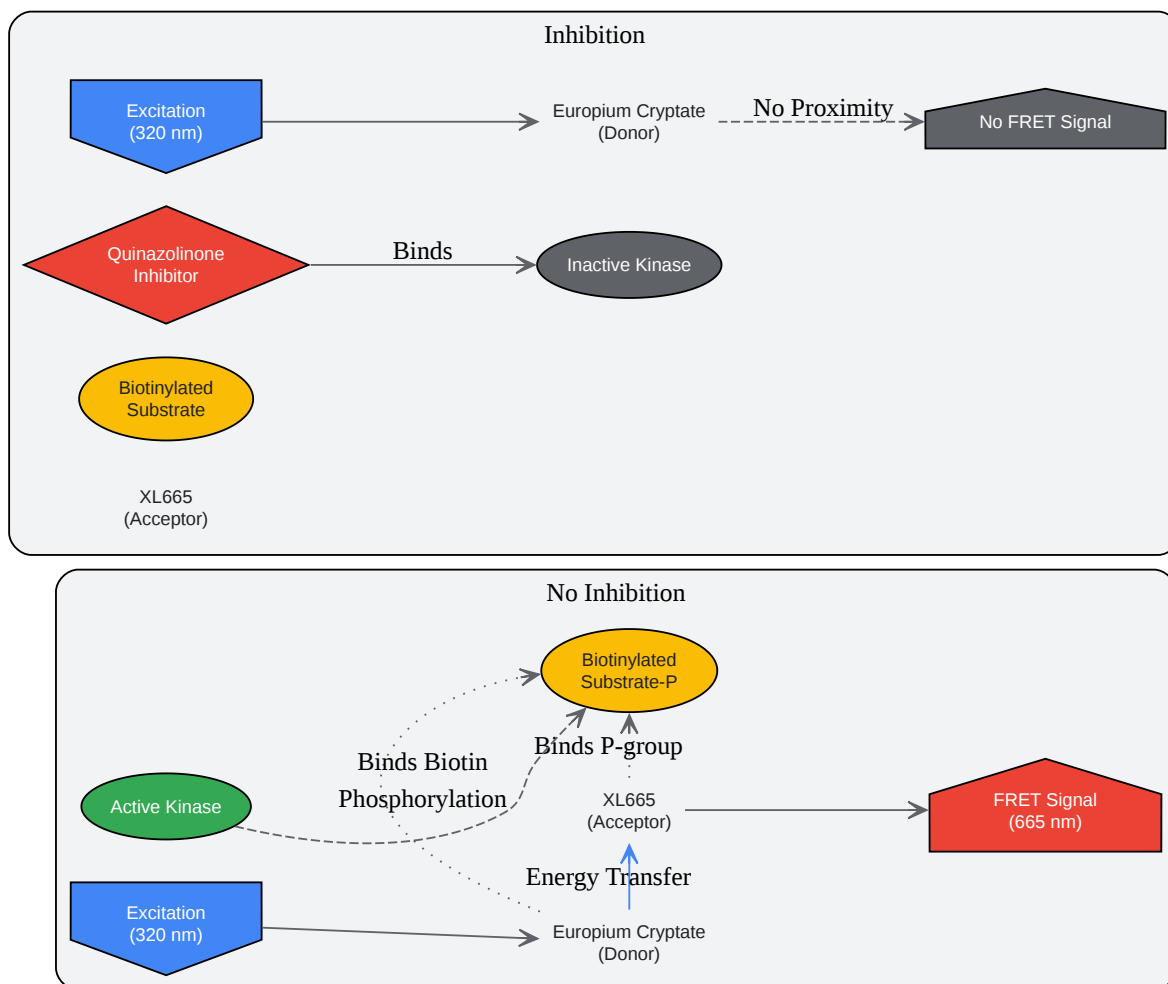 Inhibition
Excitation
(320 nm)
Europium Cryptate
(Donor)
No Proximity
No FRET Signal
Quinazolinone
Inhibitor
Binds
Inactive Kinase
Biotinylated
Substrate
XL665
(Acceptor)
No Inhibition
Biotinylated
Substrate-P
Binds P-group
Binds Biotin
Phosphorylation
Active Kinase
XL665
(Acceptor)
FRET Signal
(665 nm)
Energy Transfer
Excitation
(320 nm)
Europium Cryptate
(Donor)